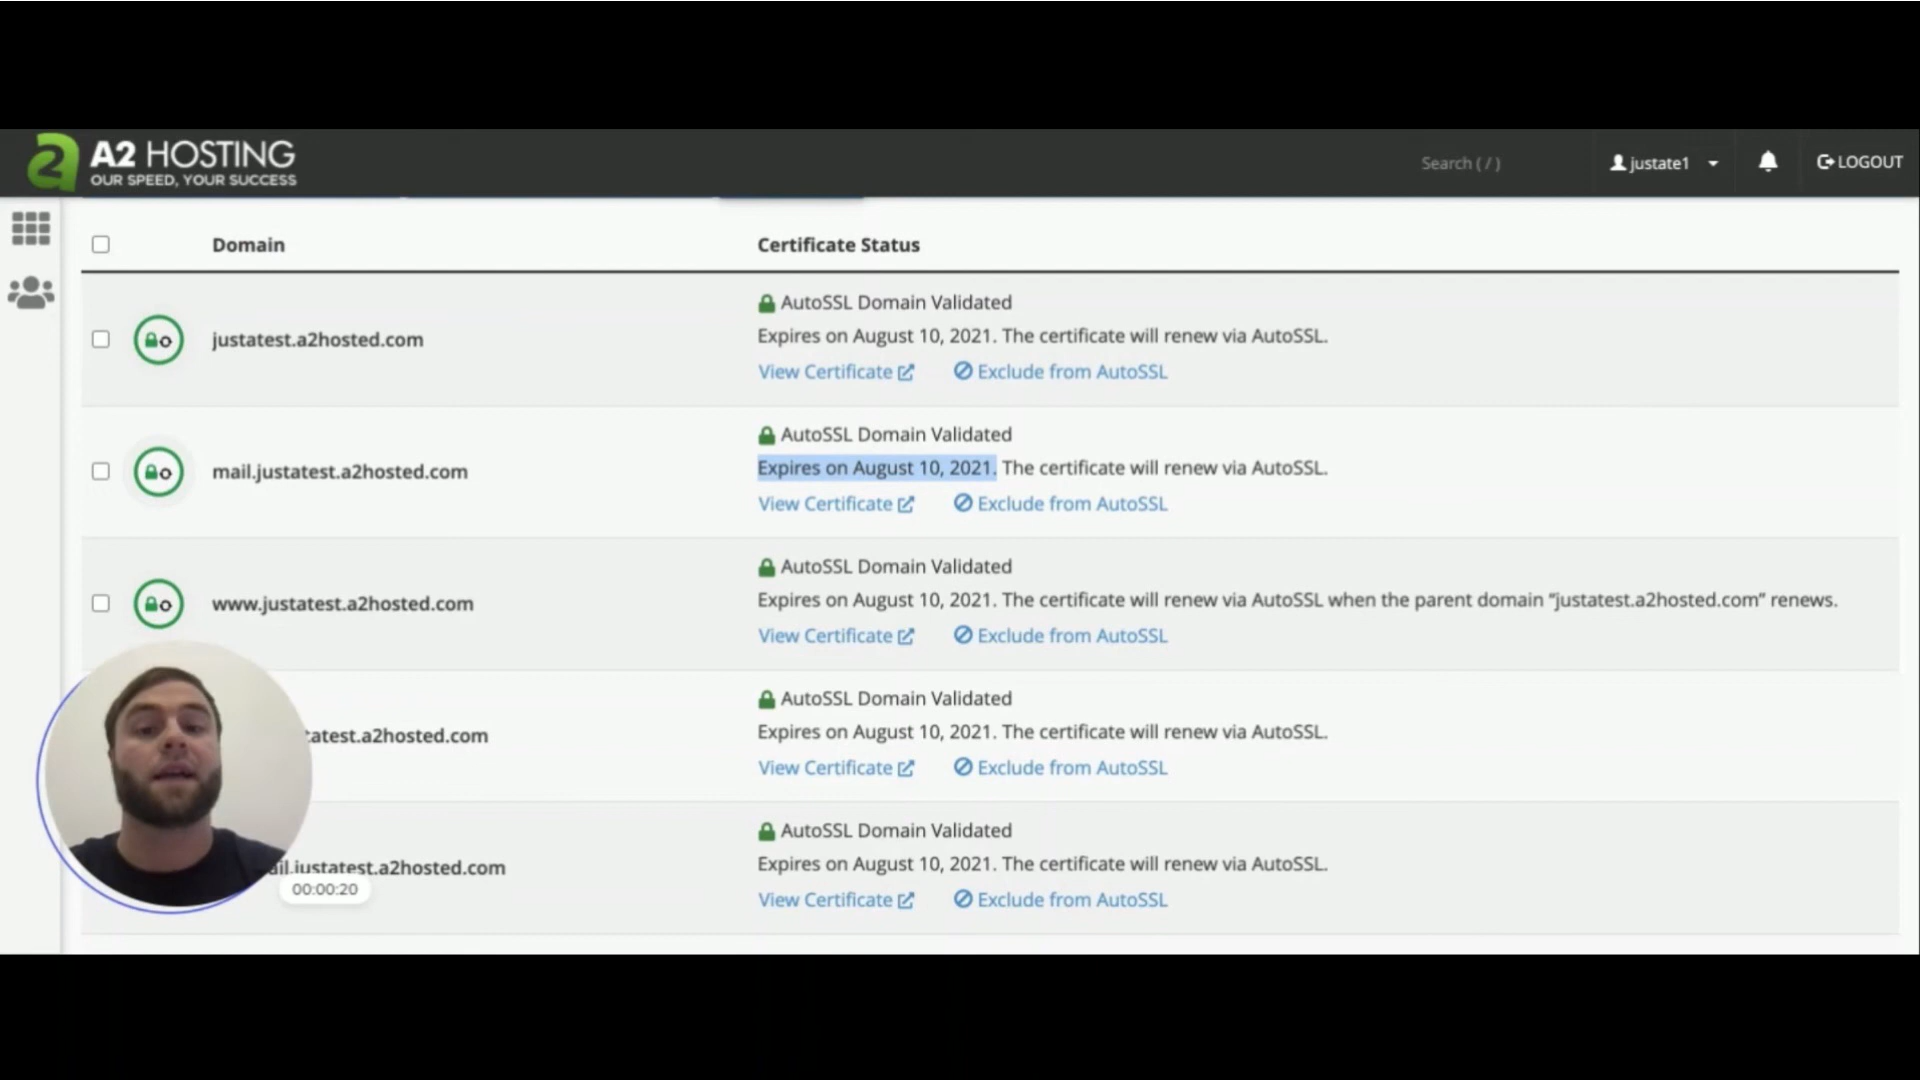 A2 HOSTING
OUR SPEED, YOUR SUCCESS
Search ( / )
justate1
LOGOUT
Domain
Certificate Status
AutoSSL Domain Validated
justatest.a2hosted.com
Expires on August 10, 2021. The certificate will renew via AutoSSL.
View Certificate
Exclude from AutoSSL
AutoSSL Domain Validated
mail.justatest.a2hosted.com
Expires on August 10, 2021. The certificate will renew via AutoSSL.
View Certificate
Exclude from AutoSSL
AutoSSL Domain Validated
www.justatest.a2hosted.com
Expires on August 10, 2021. The certificate will renew via AutoSSL when the parent domain “justatest.a2hosted.com” renews.
View Certificate
Exclude from AutoSSL
AutoSSL Domain Validated
tatest.a2hosted.com
Expires on August 10, 2021. The certificate will renew via AutoSSL.
View Certificate
Exclude from AutoSSL
AutoSSL Domain Validated
ail.justatest.a2hosted.com
Expires on August 10, 2021. The certificate will renew via AutoSSL.
View Certificate
Exclude from AutoSSL
00:00:20